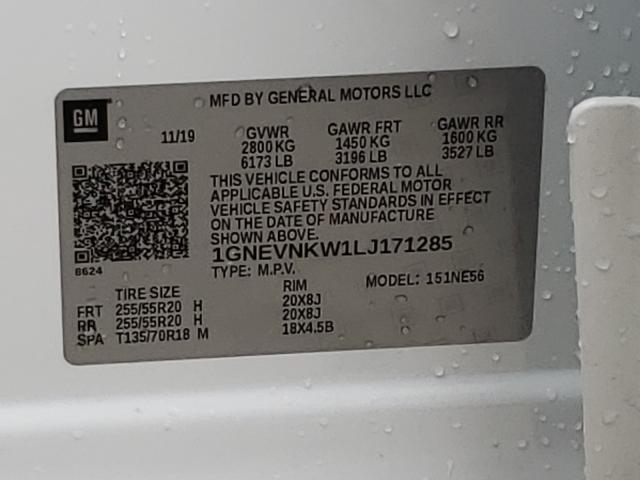 MFD BY GENERAL MOTORS LLC
GM
11/19 GVWR GAWR FRT GAWR RR
2800 KG 1450 KG 1600 KG
6173 LB 3196 LB 3527 LB
THIS VEHICLE CONFORMS TO ALL
APPLICABLE U.S. FEDERAL MOTOR
VEHICLE SAFETY STANDARDS IN EFFECT
ON THE DATE OF MANUFACTURE
SHOWN ABOVE.
1GNEVNKW1LJ171285
6624
TYPE: M.P.V. MODEL: 151NE56
TIRE SIZE RIM
FRT 255/55R20 H 20X8J
RR 255/55R20 H 20X8J
SPA T135/70R18 M 18X4.5B